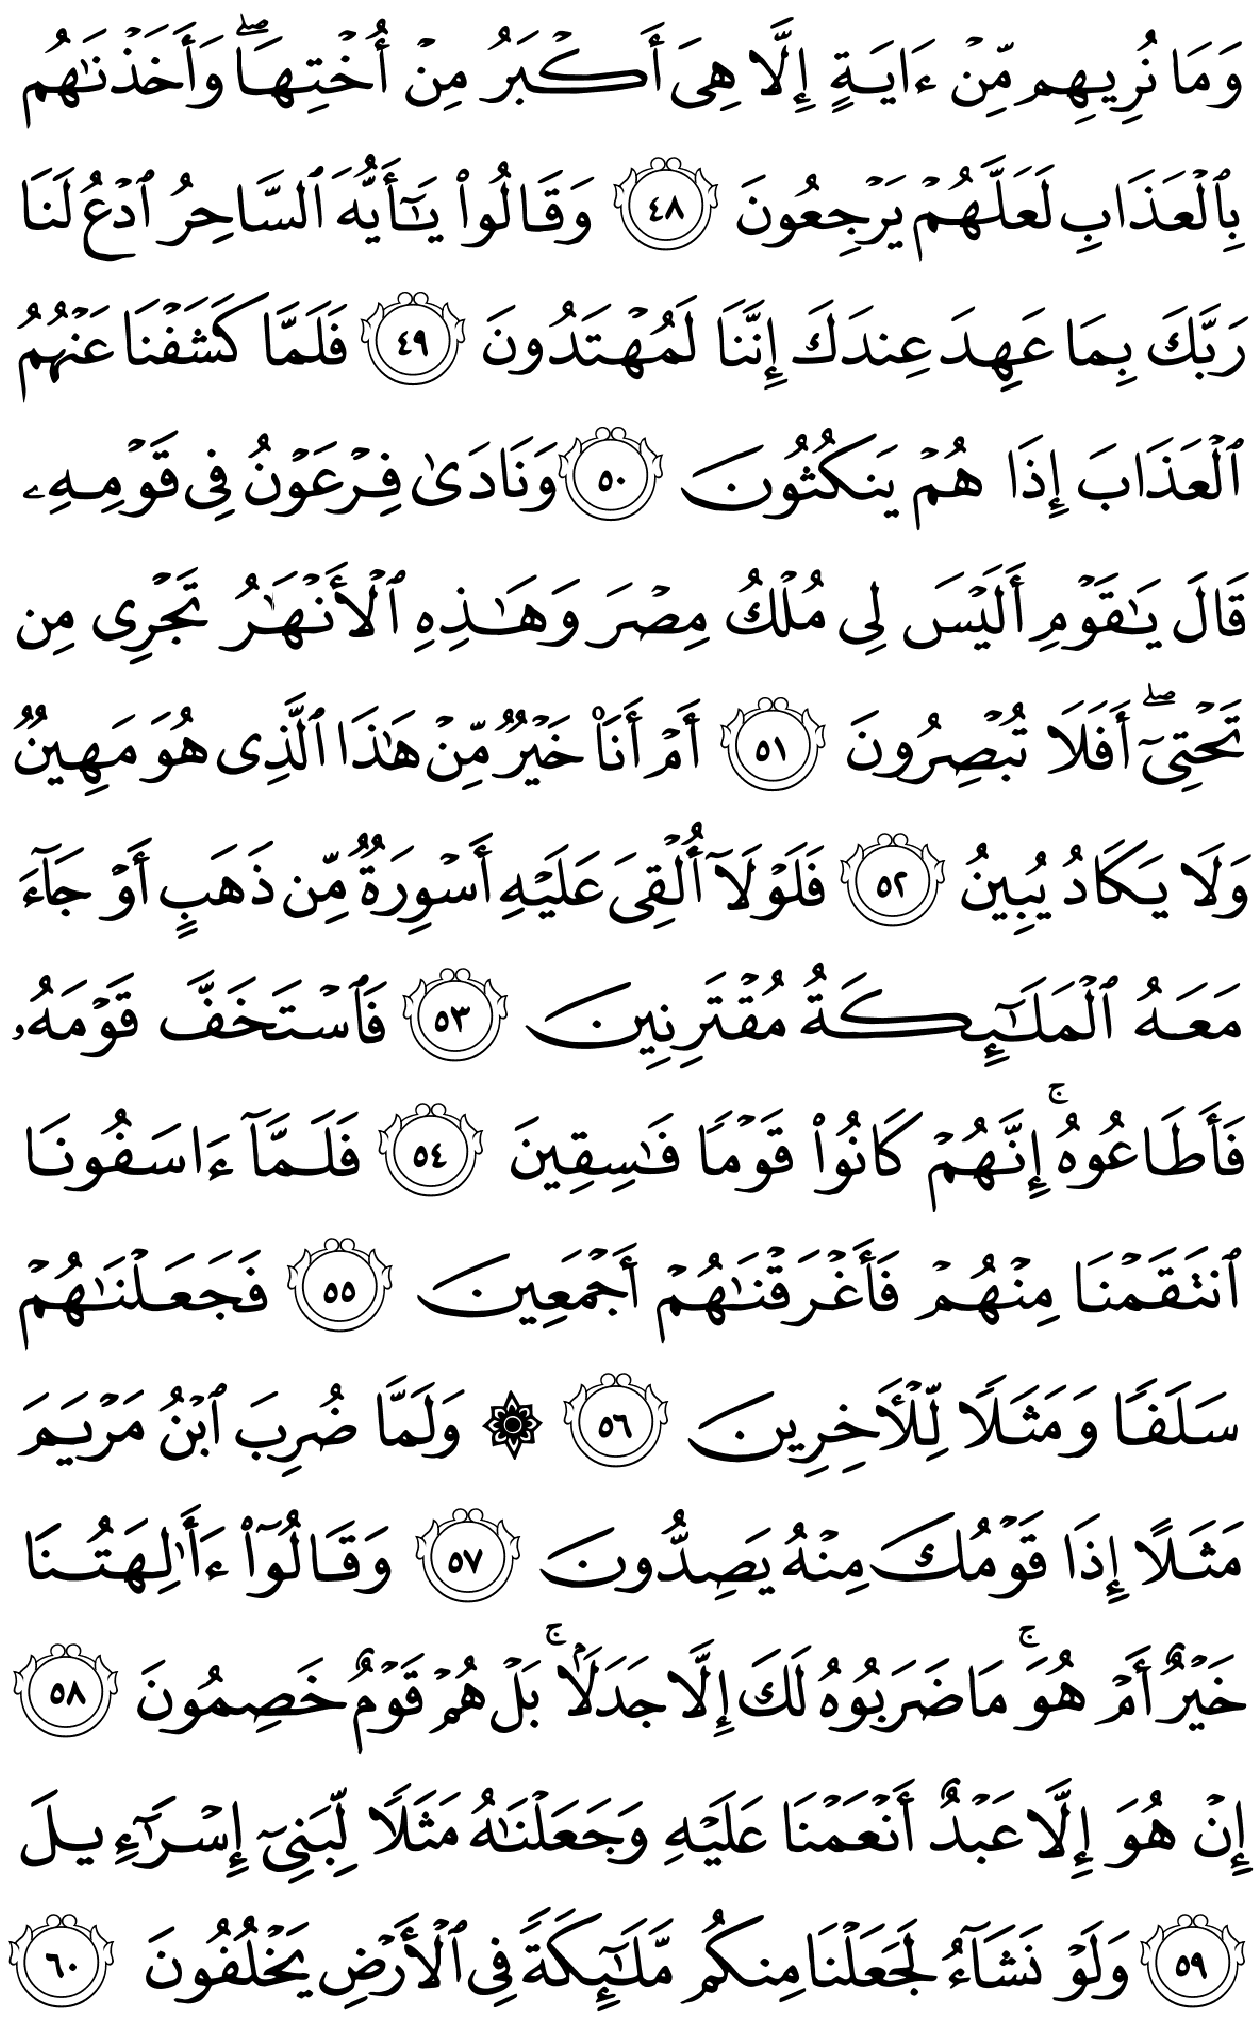 وَمَا نُرِيهِم مِّنْ ءَايَةٍ إِلَّا هِىَ أَكْبَرُ مِنْ أُخْتِهَا ۖ وَأَخَذْنَـٰهُم
بِٱلْعَذَابِ لَعَلَّهُمْ يَرْجِعُونَ ٤٨ وَقَالُوا۟ يَـٰٓأَيُّهَ ٱلسَّاحِرُ ٱدْعُ لَنَا
رَبَّكَ بِمَا عَهِدَ عِندَكَ إِنَّنَا لَمُهْتَدُونَ ٤٩ فَلَمَّا كَشَفْنَا عَنْهُمُ
ٱلْعَذَابَ إِذَا هُمْ يَنكُثُونَ ٥٠ وَنَادَىٰ فِرْعَوْنُ فِى قَوْمِهِۦ
قَالَ يَـٰقَوْمِ أَلَيْسَ لِى مُلْكُ مِصْرَ وَهَـٰذِهِ ٱلْأَنْهَـٰرُ تَجْرِى مِن
تَحْتِىٓ ۖ أَفَلَا تُبْصِرُونَ ٥١ أَمْ أَنَا۠ خَيْرٌ مِّنْ هَـٰذَا ٱلَّذِى هُوَ مَهِينٌ
وَلَا يَكَادُ يُبِينُ ٥٢ فَلَوْلَآ أُلْقِىَ عَلَيْهِ أَسْوِرَةٌ مِّن ذَهَبٍ أَوْ جَآءَ
مَعَهُ ٱلْمَلَـٰٓئِكَةُ مُقْتَرِنِينَ ٥٣ فَٱسْتَخَفَّ قَوْمَهُۥ
فَأَطَاعُوهُ ۚ إِنَّهُمْ كَانُوا۟ قَوْمًا فَـٰسِقِينَ ٥٤ فَلَمَّآ ءَاسَفُونَا
ٱنتَقَمْنَا مِنْهُمْ فَأَغْرَقْنَـٰهُمْ أَجْمَعِينَ ٥٥ فَجَعَلْنَـٰهُمْ
سَلَفًا وَمَثَلًا لِّلْـَٔاخِرِينَ ٥٦ ۞ وَلَمَّا ضُرِبَ ٱبْنُ مَرْيَمَ
مَثَلًا إِذَا قَوْمُكَ مِنْهُ يَصِدُّونَ ٥٧ وَقَالُوٓا۟ ءَأَـٰلِهَتُنَا
خَيْرٌ أَمْ هُوَ ۚ مَا ضَرَبُوهُ لَكَ إِلَّا جَدَلًۢا ۚ بَلْ هُمْ قَوْمٌ خَصِمُونَ ٥٨
إِنْ هُوَ إِلَّا عَبْدٌ أَنْعَمْنَا عَلَيْهِ وَجَعَلْنَـٰهُ مَثَلًا لِّبَنِىٓ إِسْرَٰٓءِيلَ
٥٩ وَلَوْ نَشَآءُ لَجَعَلْنَا مِنكُم مَّلَـٰٓئِكَةً فِى ٱلْأَرْضِ يَخْلُفُونَ ٦٠